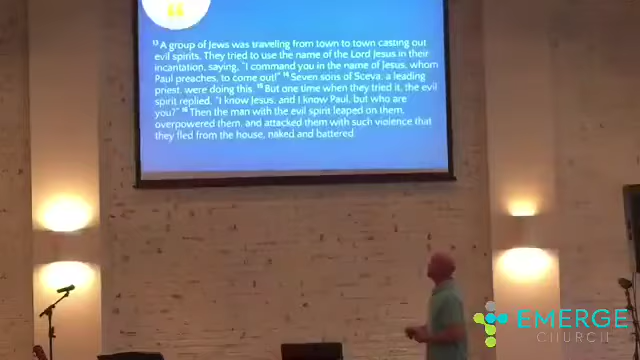 13 A group of Jews was traveling from town to town casting out
evil spirits. They tried to use the name of the Lord Jesus in their
incantation, saying, "I command you in the name of Jesus, whom
Paul preaches, to come out!" 14 Seven sons of Sceva, a leading
priest, were doing this. 15 But one time when they tried it, the evil
spirit replied, "I know Jesus, and I know Paul, but who are
you?" 16 Then the man with the evil spirit leaped on them,
overpowered them, and attacked them with such violence that
they fled from the house, naked and battered
EMERGE
CHURCH